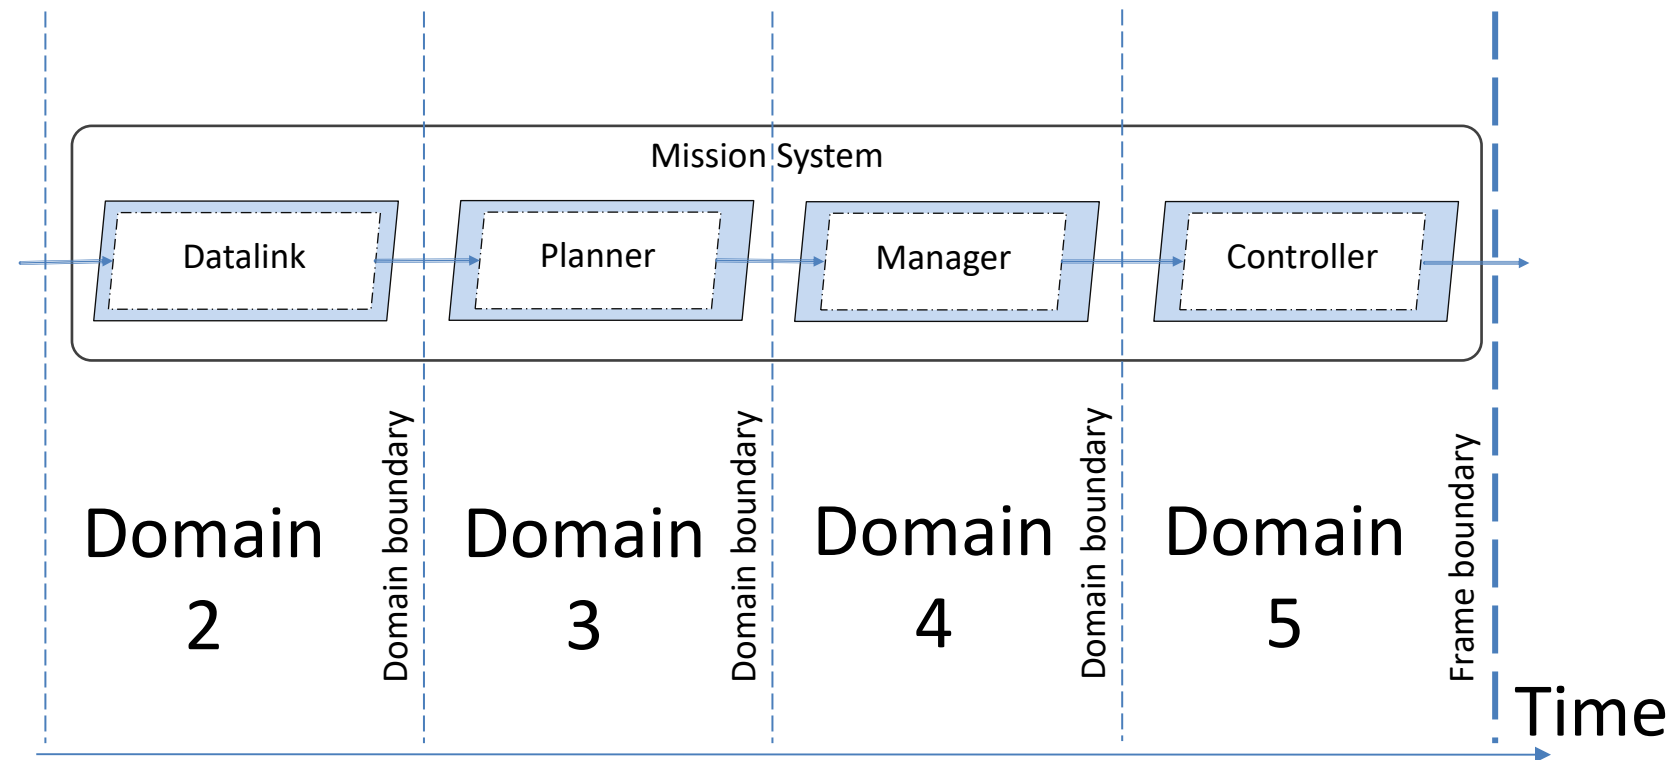 Mission System
Datalink
Planner
Manager
Controller
Domain
2
Domain boundary
Domain
3
Domain boundary
Domain
4
Domain boundary
Domain
5
Frame boundary
Time